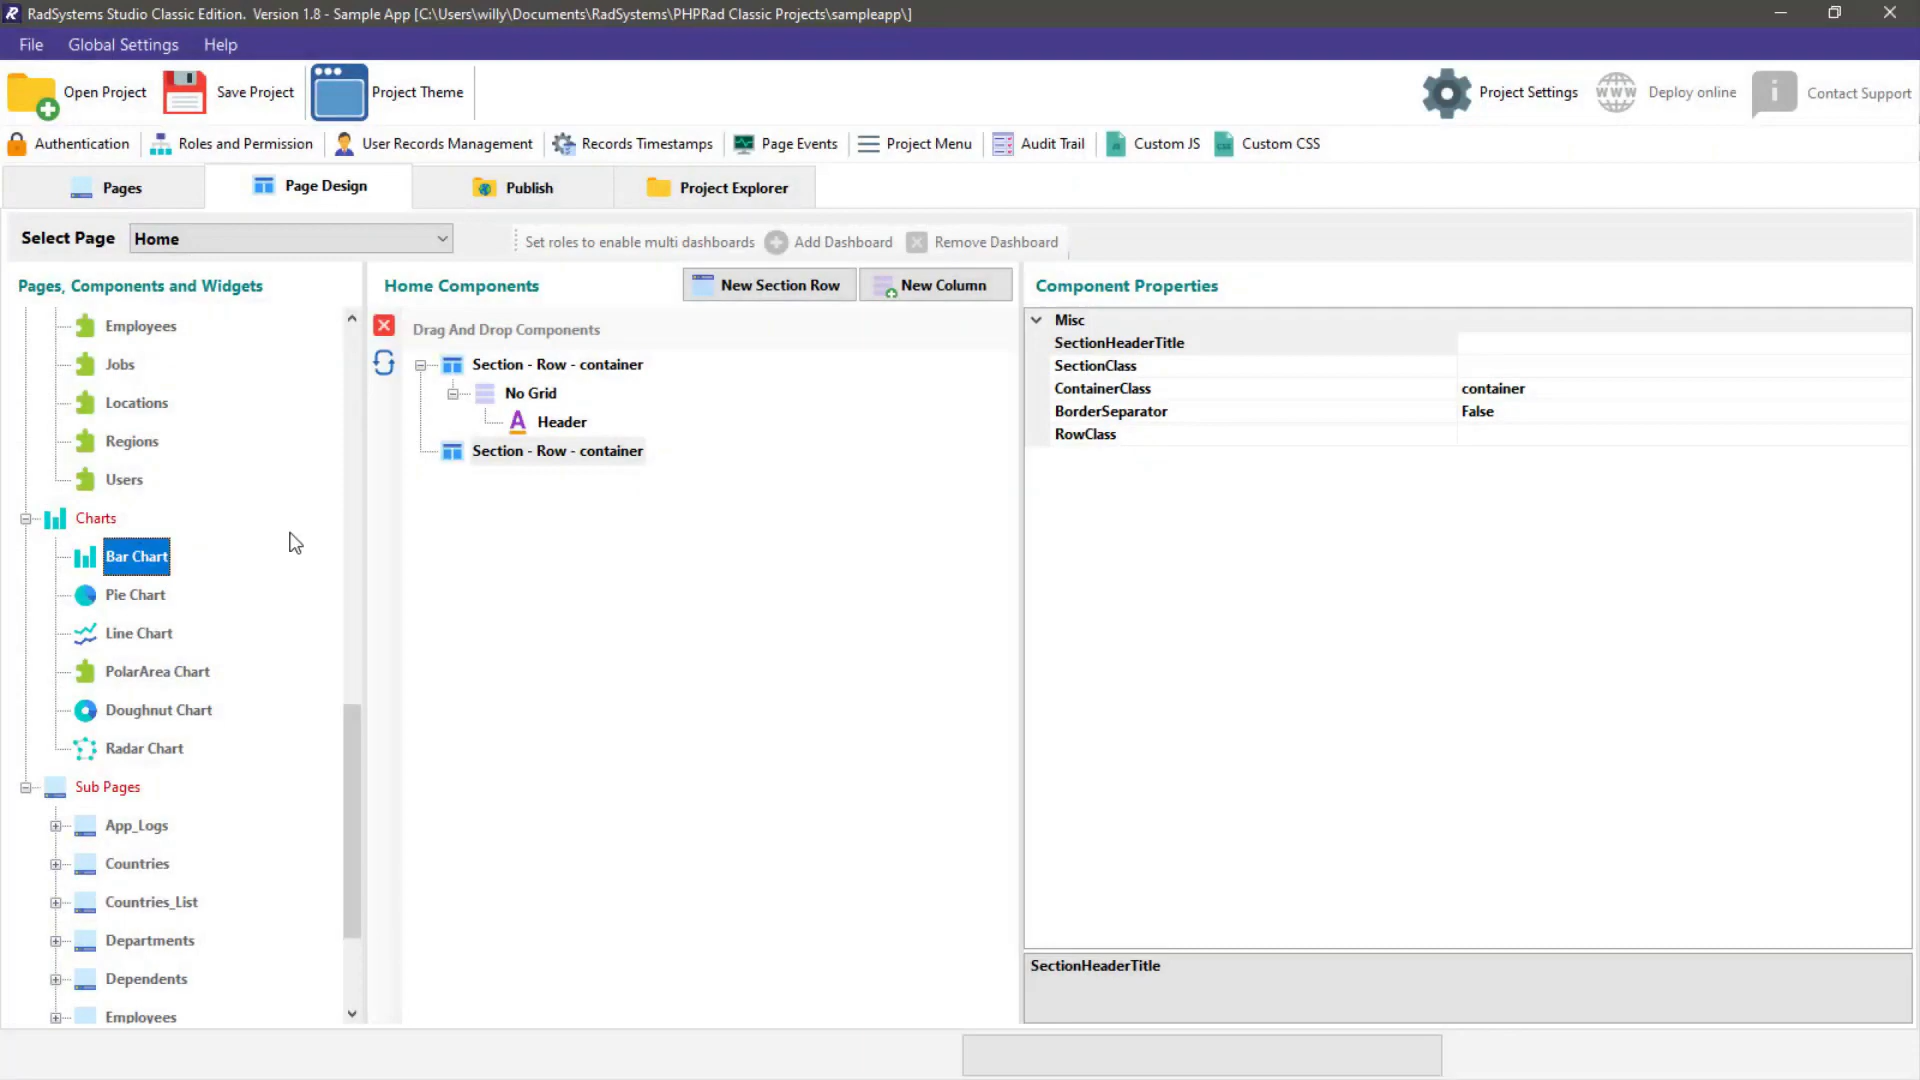 RadSystems Studio Classic Edition.  Version 1.8 - Sample App [C:\Users\willy\Documents\RadSystems\PHPRad Classic Projects\sampleapp\]
File Global Settings Help
Open Project Save Project Project Theme Project Settings Deploy online Contact Support
Authentication Roles and Permission User Records Management Records Timestamps Page Events Project Menu Audit Trail Custom JS Custom CSS
Pages Page Design Publish Project Explorer
Select Page Home Set roles to enable multi dashboards Add Dashboard Remove Dashboard
Pages, Components and Widgets
Employees
Jobs
Locations
Regions
Users
Charts
Bar Chart
Pie Chart
Line Chart
PolarArea Chart
Doughnut Chart
Radar Chart
Sub Pages
App_Logs
Countries
Countries_List
Departments
Dependents
Employees
Home Components New Section Row New Column
Drag And Drop Components
Section - Row - container
No Grid
Header
Section - Row - container
Component Properties
Misc
SectionHeaderTitle
SectionClass
ContainerClass container
BorderSeparator False
RowClass
SectionHeaderTitle